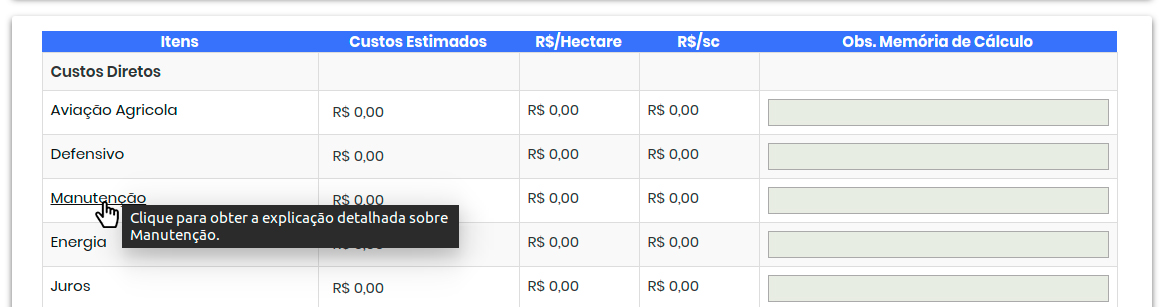 Itens Custos Estimados R$/Hectare R$/sc Obs. Memória de Cálculo
Custos Diretos
Aviação Agricola R$ 0,00 R$ 0,00 R$ 0,00
Defensivo R$ 0,00 R$ 0,00 R$ 0,00
Manutenção R$ 0,00 R$ 0,00 R$ 0,00
Clique para obter a explicação detalhada sobre
Manutenção.
Energia R$ 0,00 R$ 0,00 R$ 0,00
Juros R$ 0,00 R$ 0,00 R$ 0,00